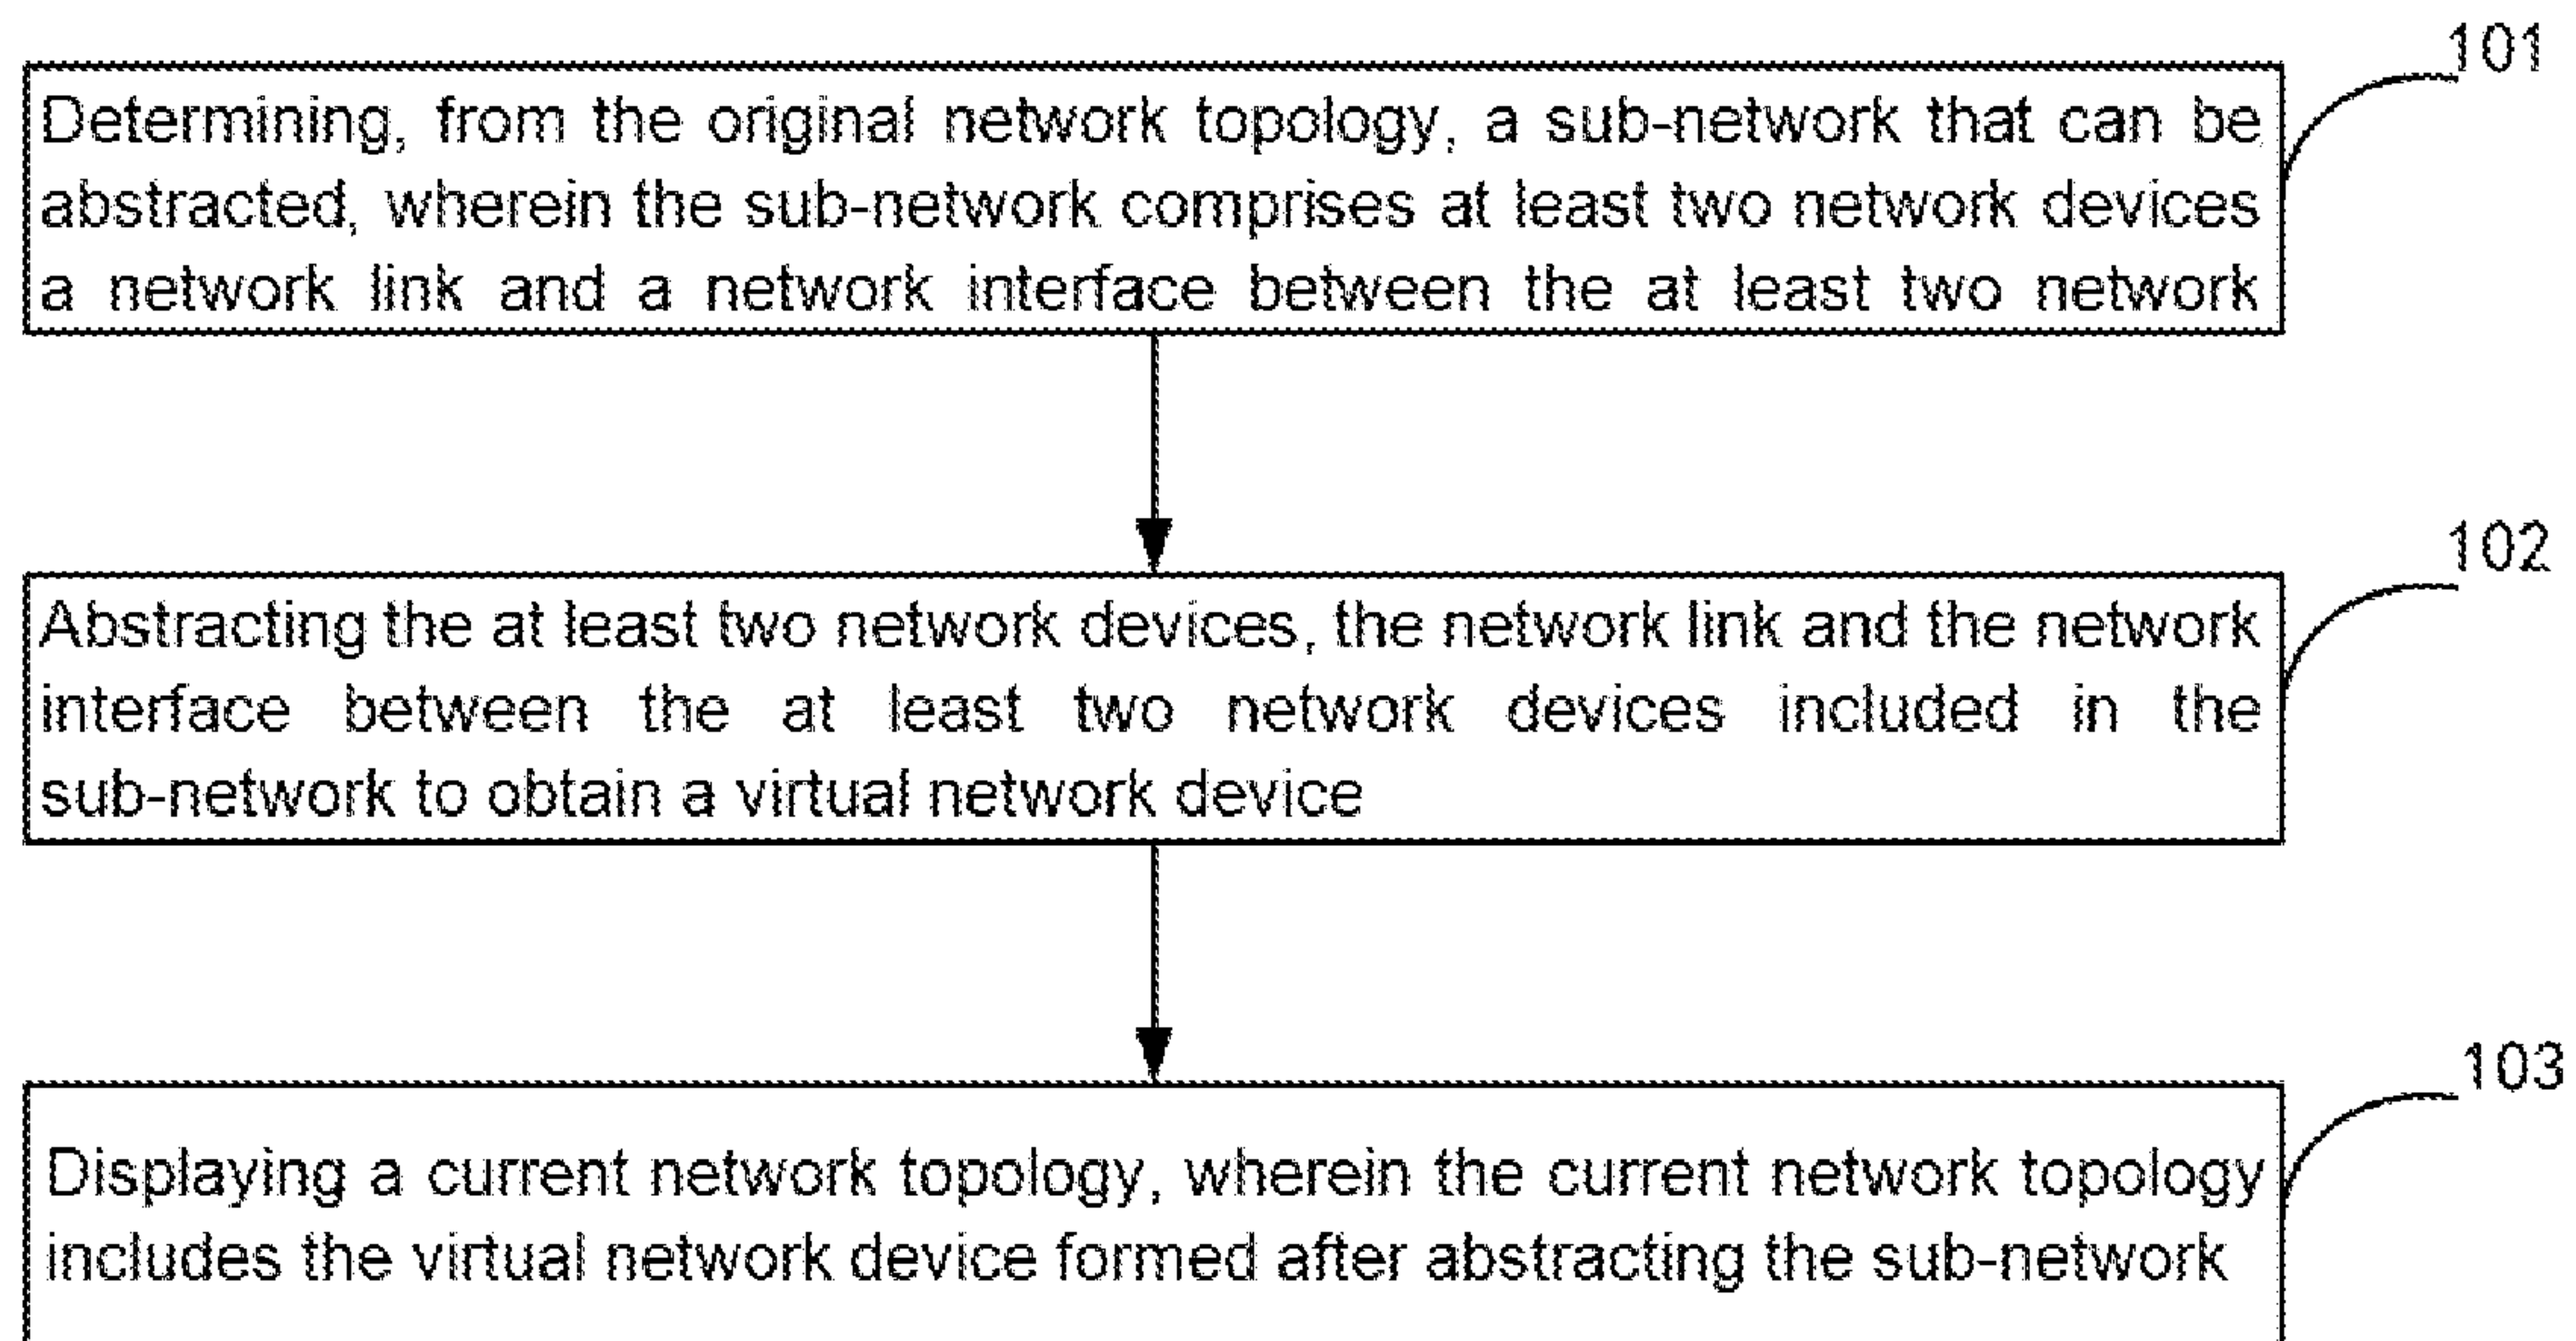 101
Determining, from the original network topology, a sub-network that can be
abstracted, wherein the sub-network comprises at least two network devices
a network link and a network interface between the at least two network
102
Abstracting the at least two network devices, the network link and the network
interface between the at least two network devices included in the
sub-network to obtain a virtual network device
103
Displaying a current network topology, wherein the current network topology
includes the virtual network device formed after abstracting the sub-network